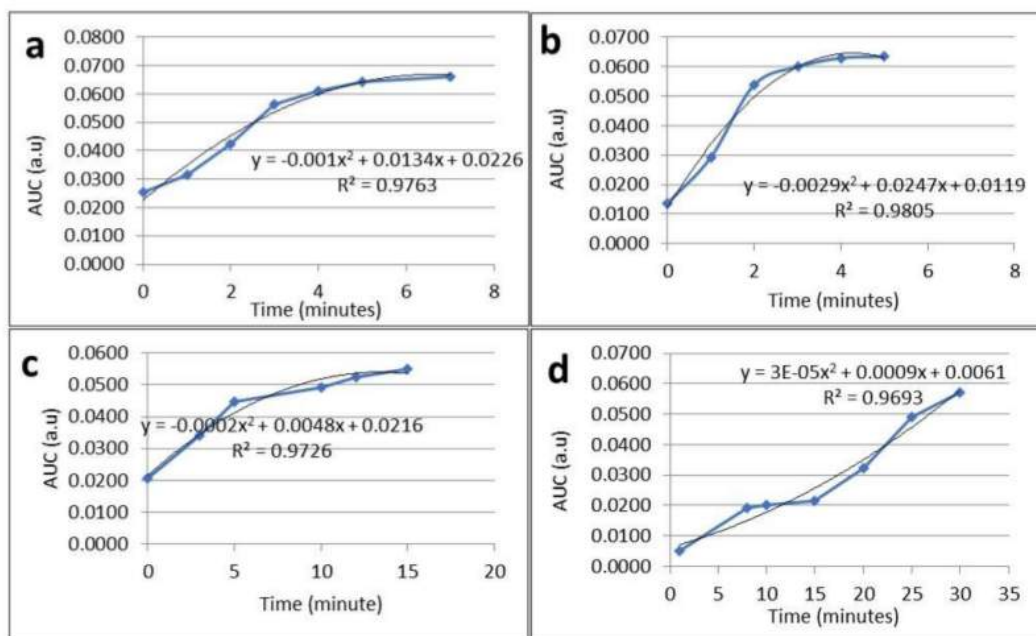 a
AUC (a.u)
0.0800
0.0700
0.0600
0.0500
0.0400
0.0300
0.0200
0.0100
0.0000
y = -0.001x² + 0.0134x + 0.0226
R² = 0.9763
0 2 4 6 8
Time (minutes)
b
AUC (a.u)
0.0700
0.0600
0.0500
0.0400
0.0300
0.0200
0.0100
0.0000
y = -0.0029x² + 0.0247x + 0.0119
R² = 0.9805
0 2 4 6 8
Time (minutes)
c
AUC (a.u)
0.0600
0.0500
0.0400
0.0300
0.0200
0.0100
0.0000
y = -0.0002x² + 0.0048x + 0.0216
R² = 0.9726
0 5 10 15 20
Time (minute)
d
AUC (a.u)
0.0700
0.0600
0.0500
0.0400
0.0300
0.0200
0.0100
0.0000
y = 3E-05x² + 0.0009x + 0.0061
R² = 0.9693
0 5 10 15 20 25 30 35
Time (minutes)